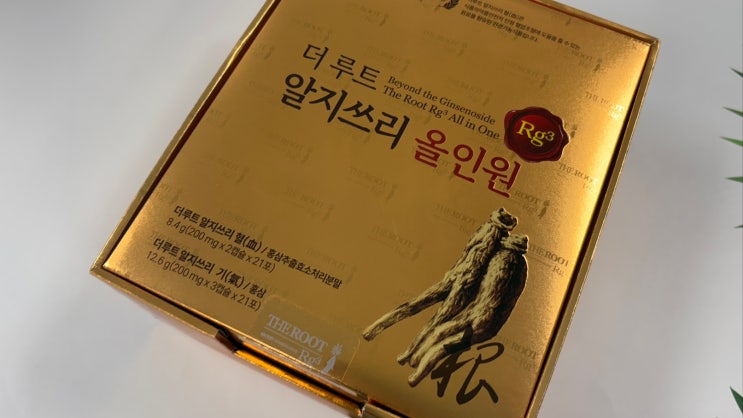 더 루트
Beyond the Ginsenoside
The Root Rg³ All in One
알지쓰리 올인원
Rg³
더루트 알지쓰리 혈(血) / 홍삼추출효소처리분말
8.4g(200mg x 2캡슐 x 21포)
더루트 알지쓰리 기(氣) / 홍삼
12.6g(200mg x 3캡슐 x 21포)
THE ROOT
Rg³
根